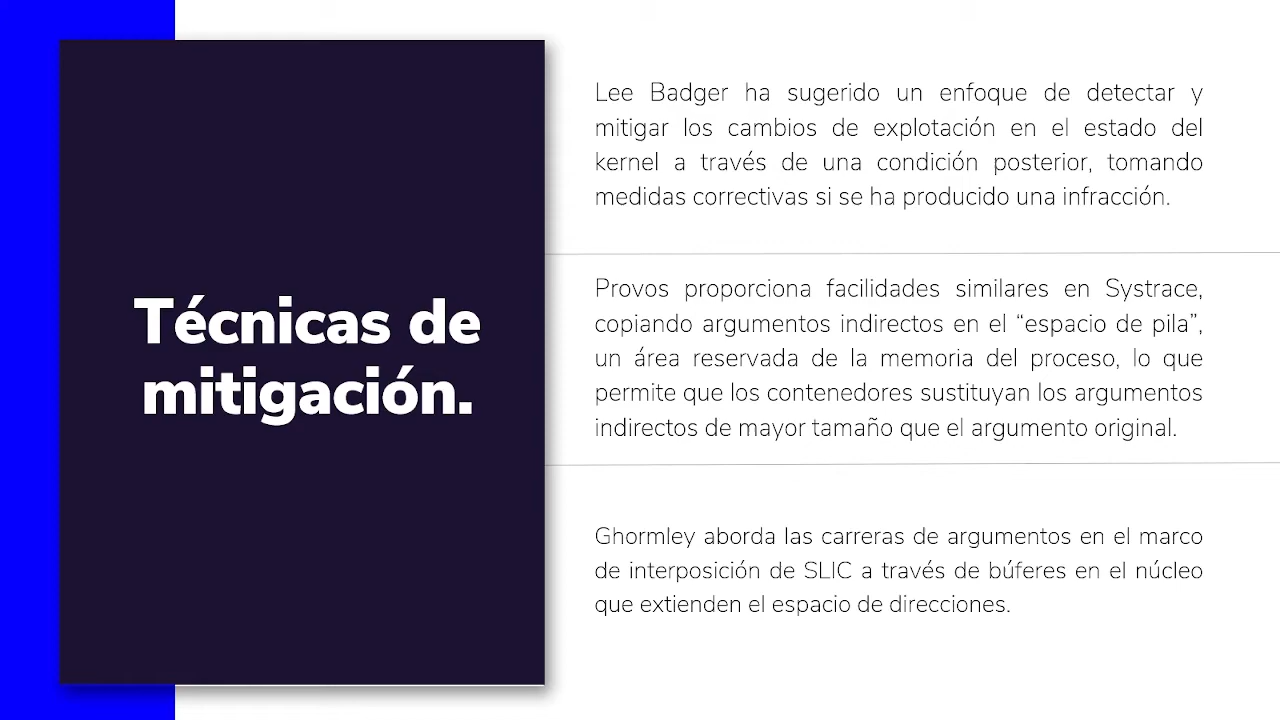 Técnicas de
mitigación.
Lee Badger ha sugerido un enfoque de detectar y
mitigar los cambios de explotación en el estado del
kernel a través de una condición posterior, tomando
medidas correctivas si se ha producido una infracción.
Provos proporciona facilidades similares en Systrace,
copiando argumentos indirectos en el “espacio de pila”,
un área reservada de la memoria del proceso, lo que
permite que los contenedores sustituyan los argumentos
indirectos de mayor tamaño que el argumento original.
Ghormley aborda las carreras de argumentos en el marco
de interposición de SLIC a través de búferes en el núcleo
que extienden el espacio de direcciones.